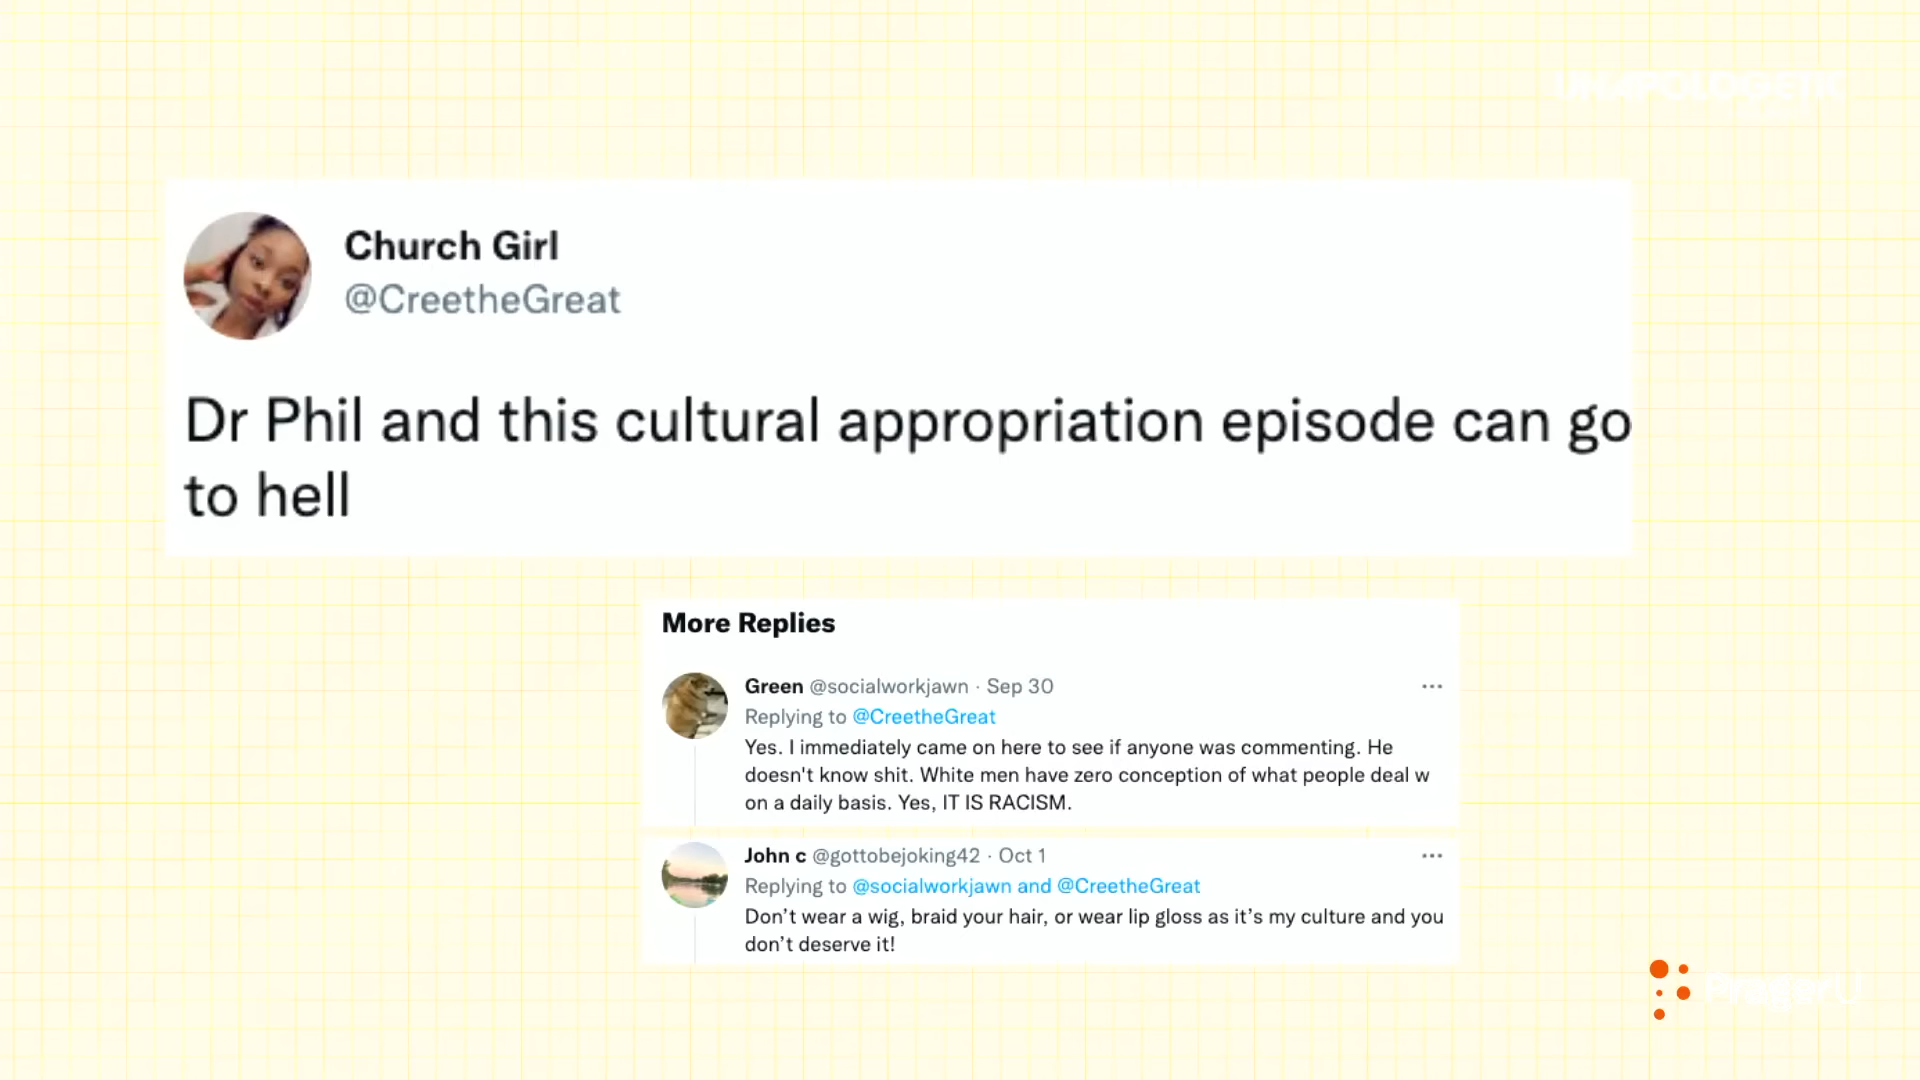 UNAPOLOGETIC
Church Girl
@CreetheGreat
Dr Phil and this cultural appropriation episode can go
to hell
More Replies
Green @socialworkjawn · Sep 30
Replying to @CreetheGreat
Yes. I immediately came on here to see if anyone was commenting. He
doesn't know shit. White men have zero conception of what people deal w
on a daily basis. Yes, IT IS RACISM.
John c @gottobejoking42 · Oct 1
Replying to @socialworkjawn and @CreetheGreat
Don’t wear a wig, braid your hair, or wear lip gloss as it’s my culture and you
don’t deserve it!
PragerU